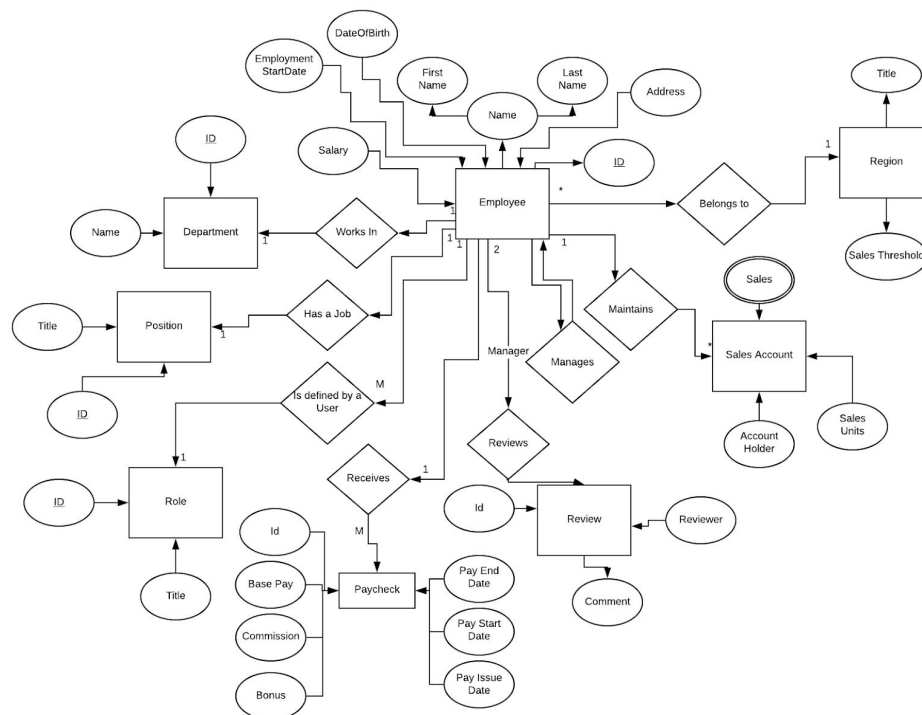 DateOfBirth
Employment
StartDate
First
Name
Last
Name
Title
Name
Address
ID
Salary
ID
1
Region
*
Employee
Belongs to
Name
Department
1
Works In
1
1
1
2
1
Sales Threshold
Sales
Has a Job
Maintains
Title
Position
1
Manager
Manages
*
Sales Account
M
Is defined by a
User
ID
Reviews
Account
Holder
Sales
Units
1
Receives
1
ID
Role
Id
Review
Reviewer
Id
M
Pay End
Date
Base Pay
Paycheck
Title
Comment
Commission
Pay Start
Date
Pay Issue
Date
Bonus